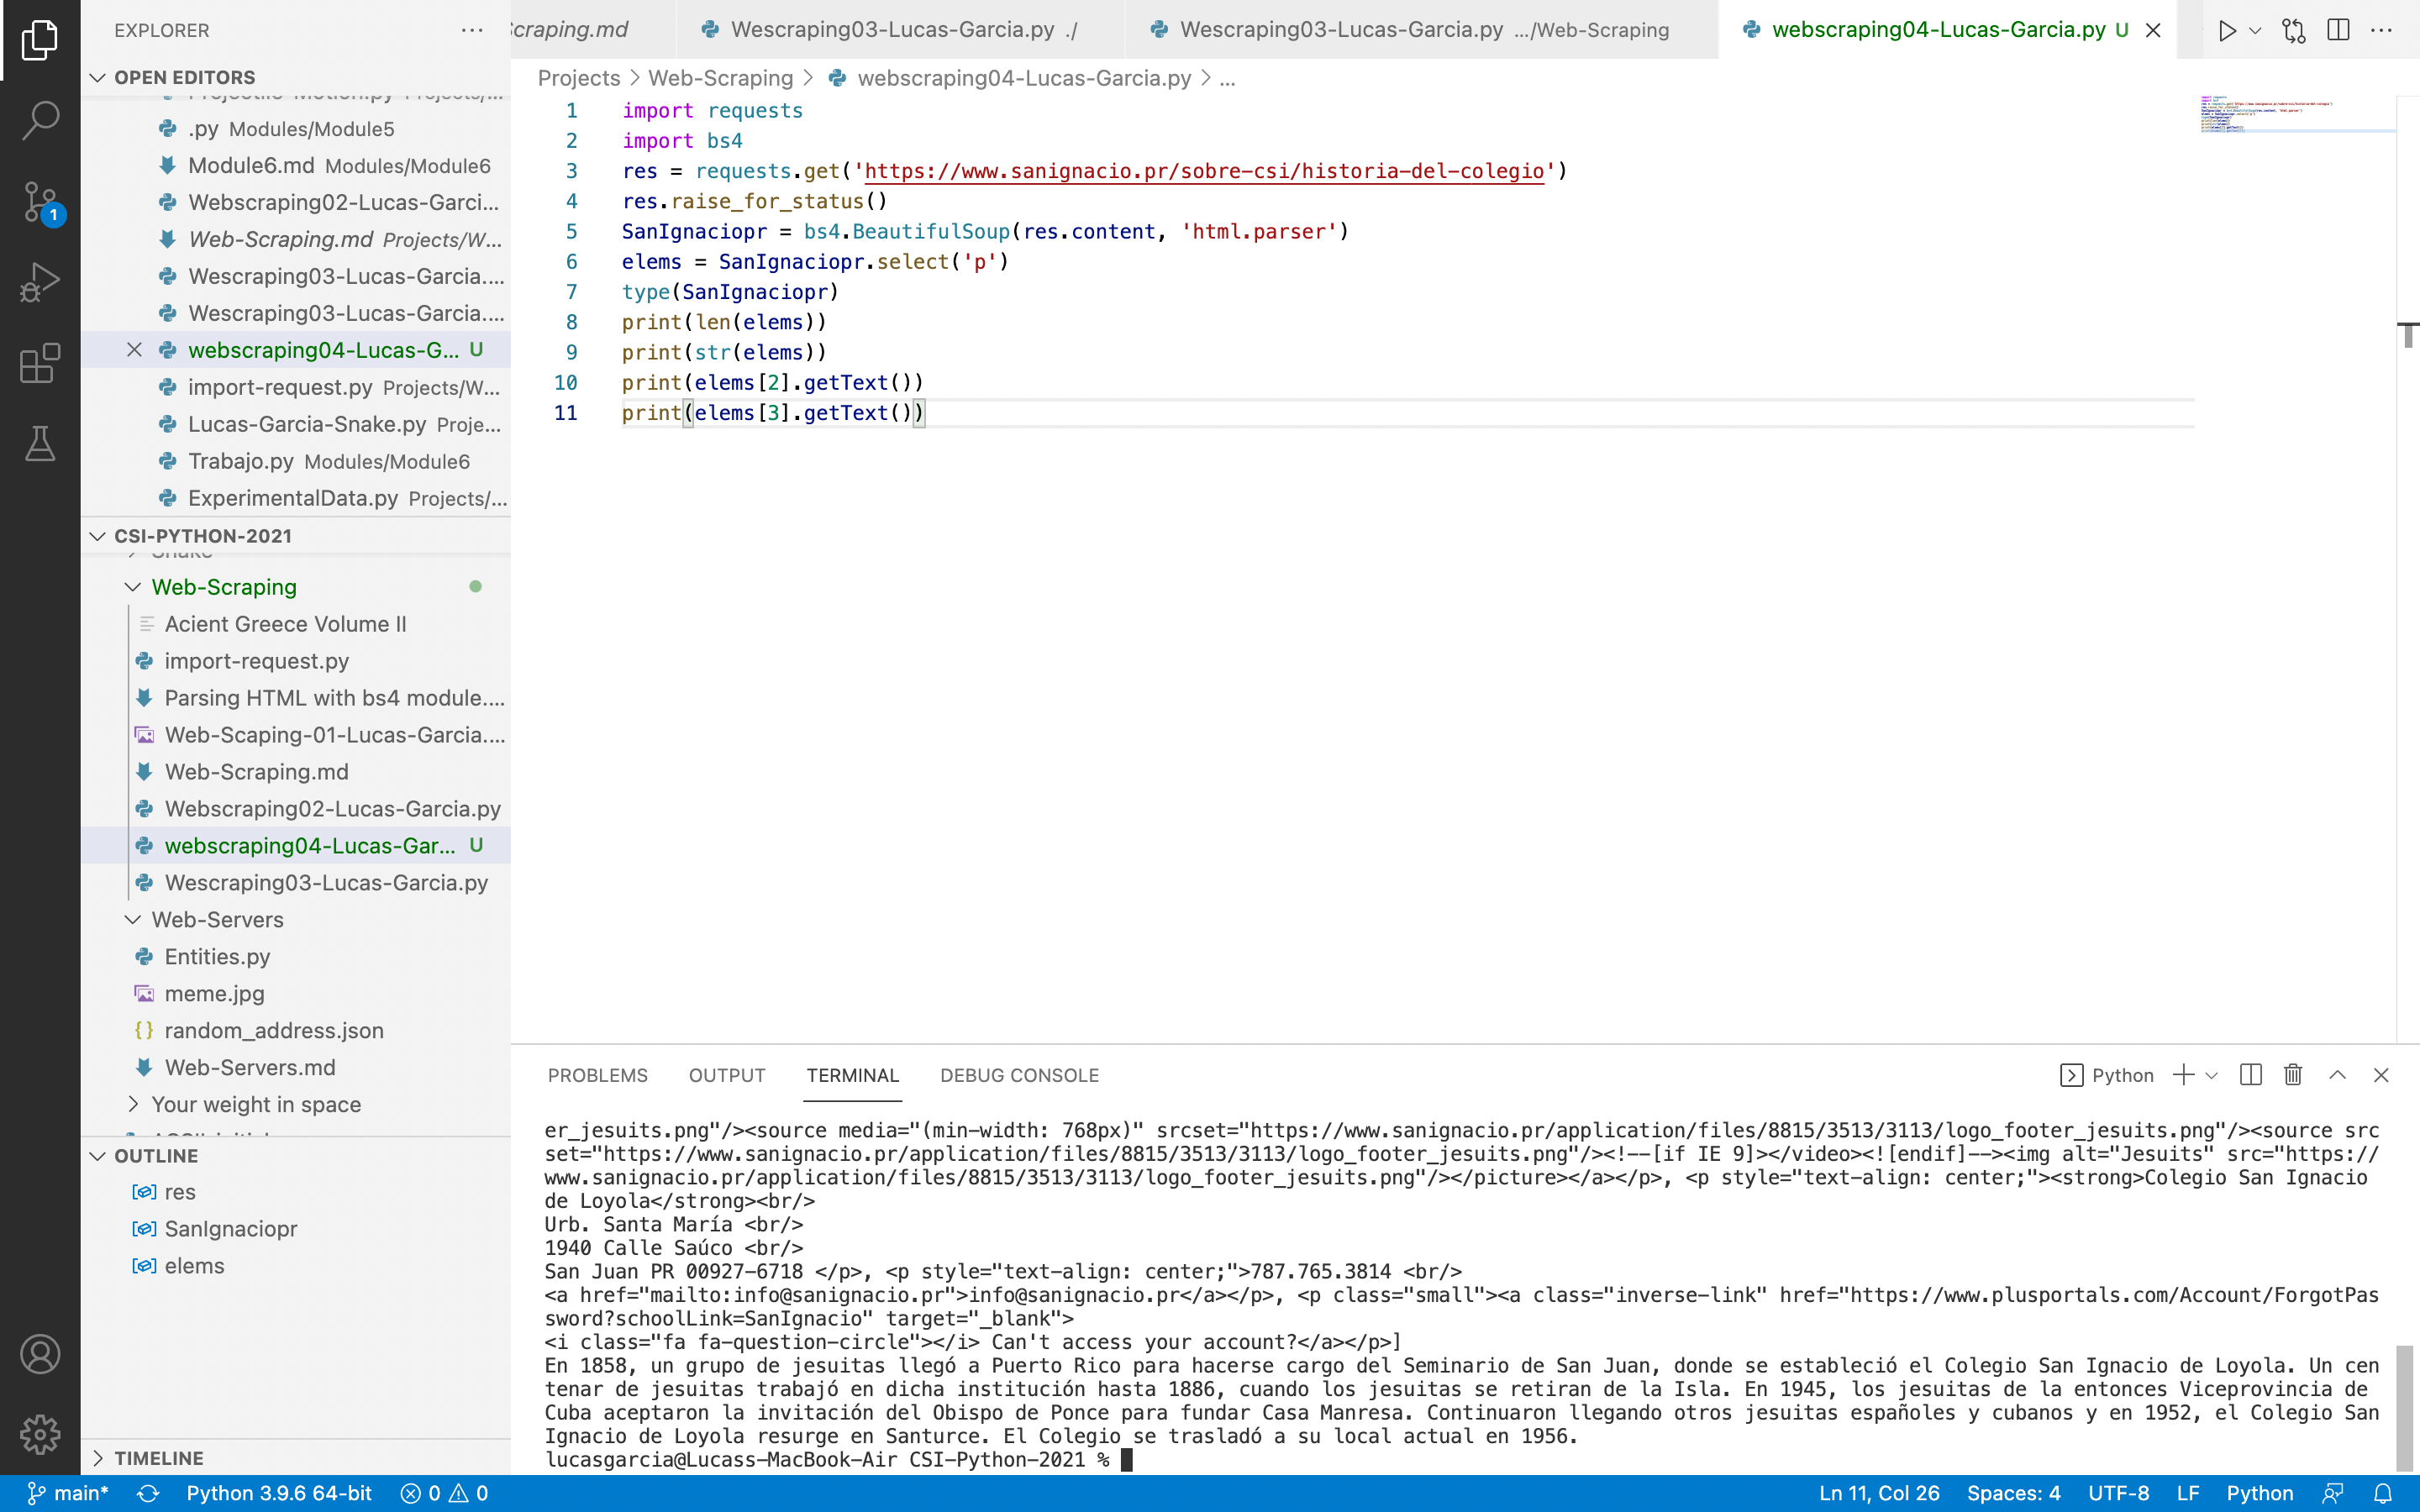 EXPLORER
OPEN EDITORS
.py Modules/Module5
Module6.md Modules/Module6
Webscraping02-Lucas-Garci...
Web-Scraping.md Projects/W...
Wescraping03-Lucas-Garcia....
Wescraping03-Lucas-Garcia....
webscraping04-Lucas-G... U
import-request.py Projects/W...
Lucas-Garcia-Snake.py Proje...
Trabajo.py Modules/Module6
ExperimentalData.py Projects/...
CSI-PYTHON-2021
Snake
Web-Scraping
Acient Greece Volume II
import-request.py
Parsing HTML with bs4 module....
Web-Scaping-01-Lucas-Garcia....
Web-Scraping.md
Webscraping02-Lucas-Garcia.py
webscraping04-Lucas-Gar... U
Wescraping03-Lucas-Garcia.py
Web-Servers
Entities.py
meme.jpg
random_address.json
Web-Servers.md
Your weight in space
OUTLINE
res
SanIgnaciopr
elems
TIMELINE
craping.md
Wescraping03-Lucas-Garcia.py ./
Wescraping03-Lucas-Garcia.py .../Web-Scraping
webscraping04-Lucas-Garcia.py U
Projects > Web-Scraping > webscraping04-Lucas-Garcia.py > ...
1 import requests
2 import bs4
3 res = requests.get('https://www.sanignacio.pr/sobre-csi/historia-del-colegio')
4 res.raise_for_status()
5 SanIgnaciopr = bs4.BeautifulSoup(res.content, 'html.parser')
6 elems = SanIgnaciopr.select('p')
7 type(SanIgnaciopr)
8 print(len(elems))
9 print(str(elems))
10 print(elems[2].getText())
11 print(elems[3].getText())
PROBLEMS OUTPUT TERMINAL DEBUG CONSOLE
Python
er_jesuits.png"/><source media="(min-width: 768px)" srcset="https://www.sanignacio.pr/application/files/8815/3513/3113/logo_footer_jesuits.png"/><source src
set="https://www.sanignacio.pr/application/files/8815/3513/3113/logo_footer_jesuits.png"/><!--[if IE 9]></video><![endif]--><img alt="Jesuits" src="https://
www.sanignacio.pr/application/files/8815/3513/3113/logo_footer_jesuits.png"/></picture></a></p>, <p style="text-align: center;"><strong>Colegio San Ignacio
de Loyola</strong><br/>
Urb. Santa María <br/>
1940 Calle Saúco <br/>
San Juan PR 00927-6718 </p>, <p style="text-align: center;">787.765.3814 <br/>
<a href="mailto:info@sanignacio.pr">info@sanignacio.pr</a></p>, <p class="small"><a class="inverse-link" href="https://www.plusportals.com/Account/ForgotPas
sword?schoolLink=SanIgnacio" target="_blank">
<i class="fa fa-question-circle"></i> Can't access your account?</a></p>]
En 1858, un grupo de jesuitas llegó a Puerto Rico para hacerse cargo del Seminario de San Juan, donde se estableció el Colegio San Ignacio de Loyola. Un cen
tenar de jesuitas trabajó en dicha institución hasta 1886, cuando los jesuitas se retiran de la Isla. En 1945, los jesuitas de la entonces Viceprovincia de
Cuba aceptaron la invitación del Obispo de Ponce para fundar Casa Manresa. Continuaron llegando otros jesuitas españoles y cubanos y en 1952, el Colegio San
Ignacio de Loyola resurge en Santurce. El Colegio se trasladó a su local actual en 1956.
lucasgarcia@Lucass-MacBook-Air CSI-Python-2021 %
1
main* Python 3.9.6 64-bit 0 0 Ln 11, Col 26 Spaces: 4 UTF-8 LF Python